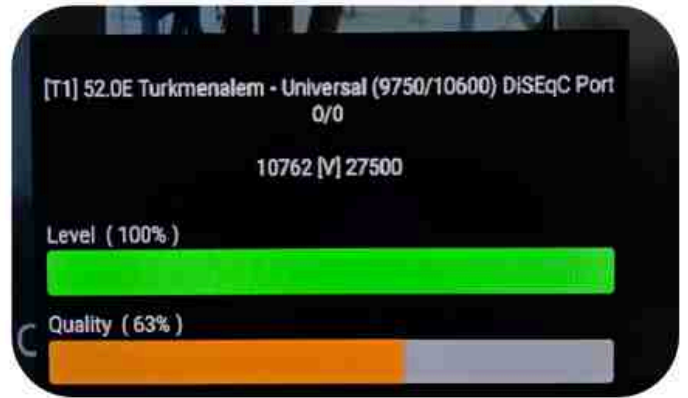 [T1] 52.0E Turkmenalem - Universal (9750/10600) DiSEqC Port
0/0
10762 [V] 27500
Level ( 100% )
Quality ( 63% )
C